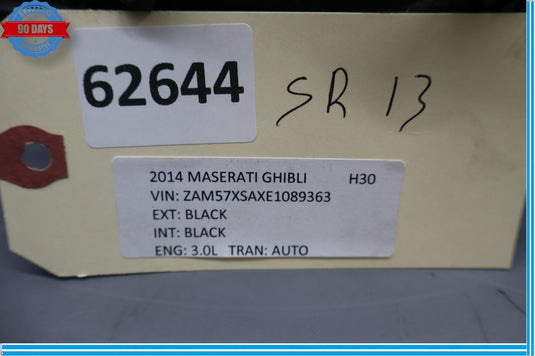 90 DAYS
62644
SR 13
2014 MASERATI GHIBLI H30
VIN: ZAM57XSAXE1089363
EXT: BLACK
INT: BLACK
ENG: 3.0L TRAN: AUTO